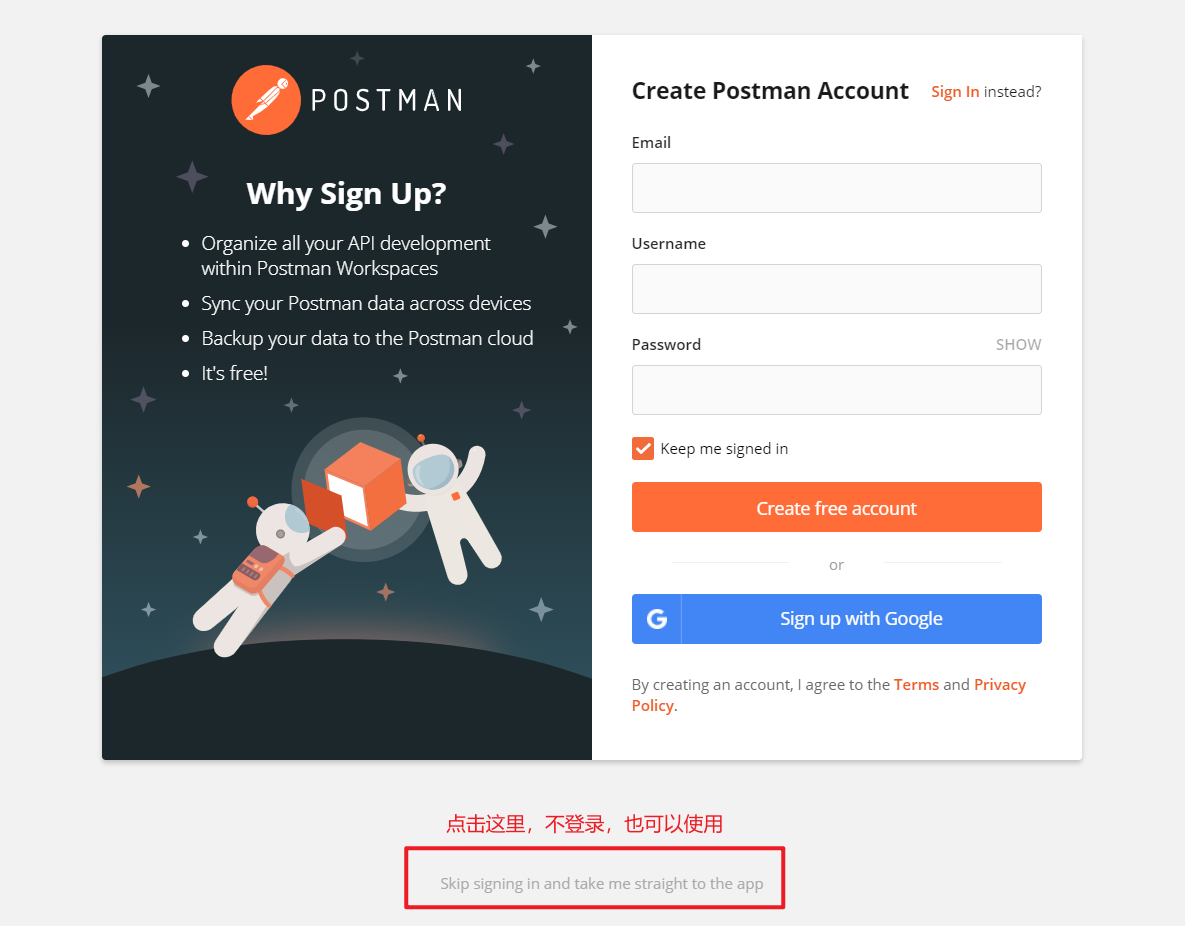 POSTMAN
Why Sign Up?
Organize all your API development
within Postman Workspaces
Sync your Postman data across devices
Backup your data to the Postman cloud
It's free!
Create Postman Account
Sign In instead?
Email
Username
Password
SHOW
Keep me signed in
Create free account
or
G
Sign up with Google
By creating an account, I agree to the Terms and Privacy
Policy.
点击这里，不登录，也可以使用
Skip signing in and take me straight to the app